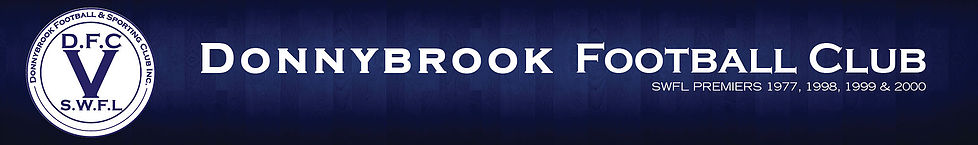 DONNYBROOK FOOTBALL & SPORTING CLUB INC.
D.F.C
V
S.W.F.L
DONNYBROOK FOOTBALL CLUB
SWFL PREMIERS 1977, 1998, 1999 & 2000